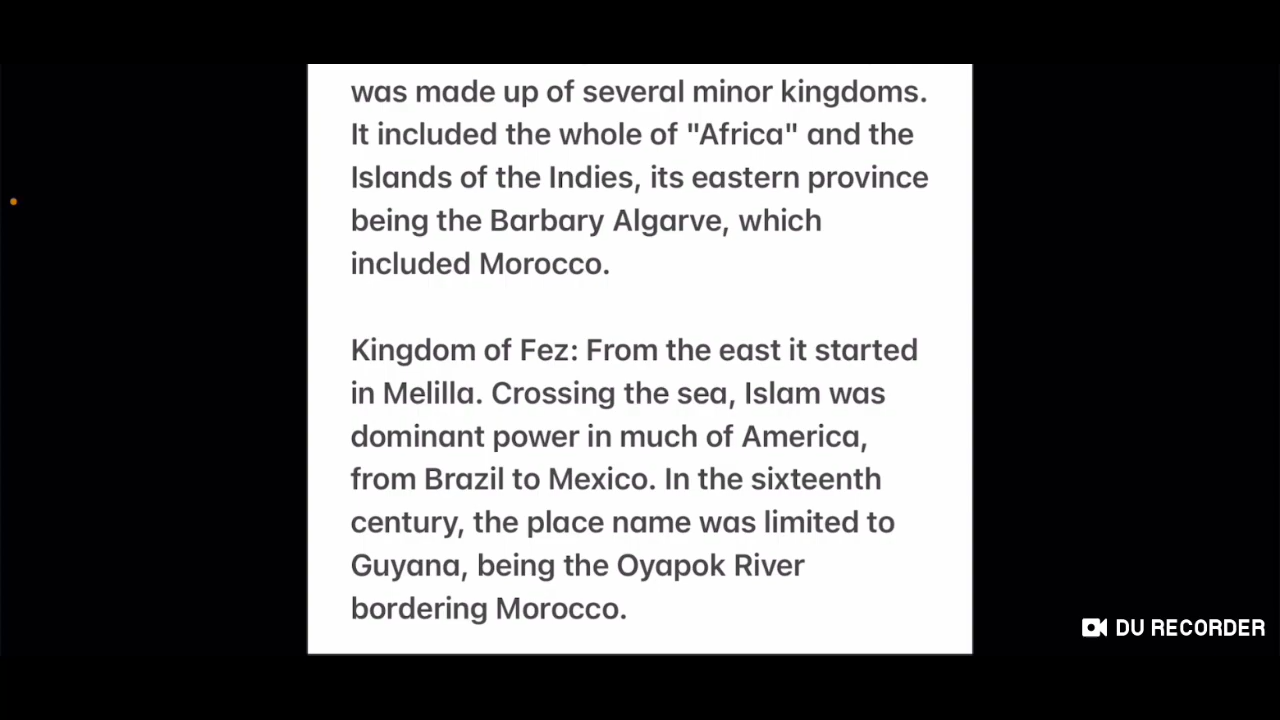 was made up of several minor kingdoms.
It included the whole of "Africa" and the
Islands of the Indies, its eastern province
being the Barbary Algarve, which
included Morocco.
Kingdom of Fez: From the east it started
in Melilla. Crossing the sea, Islam was
dominant power in much of America,
from Brazil to Mexico. In the sixteenth
century, the place name was limited to
Guyana, being the Oyapok River
bordering Morocco.
DU RECORDER